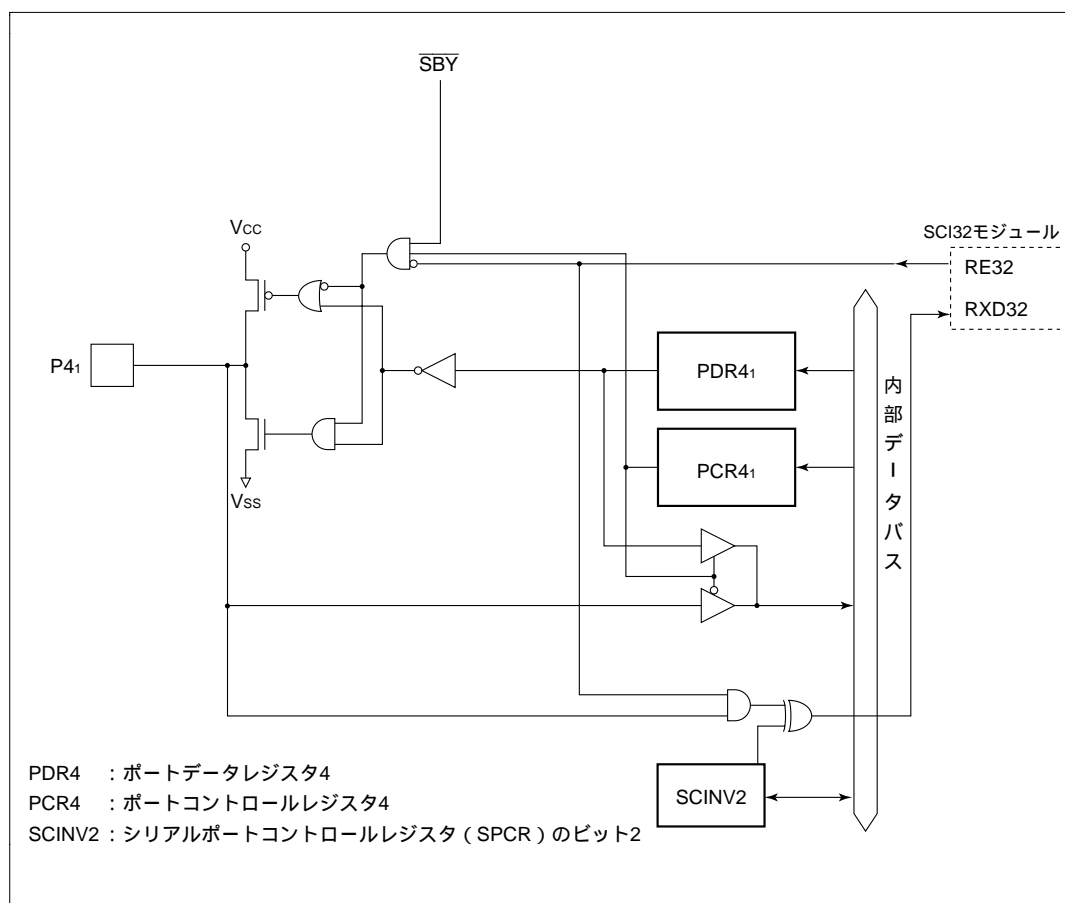 SBY
VCC
SCI32モジュール
RE32
RXD32
P41
PDR41
内部データバス
PCR41
VSS
PDR4 :ポートデータレジスタ4
PCR4 :ポートコントロールレジスタ4
SCINV2
SCINV2:シリアルポートコントロールレジスタ(SPCR)のビット2